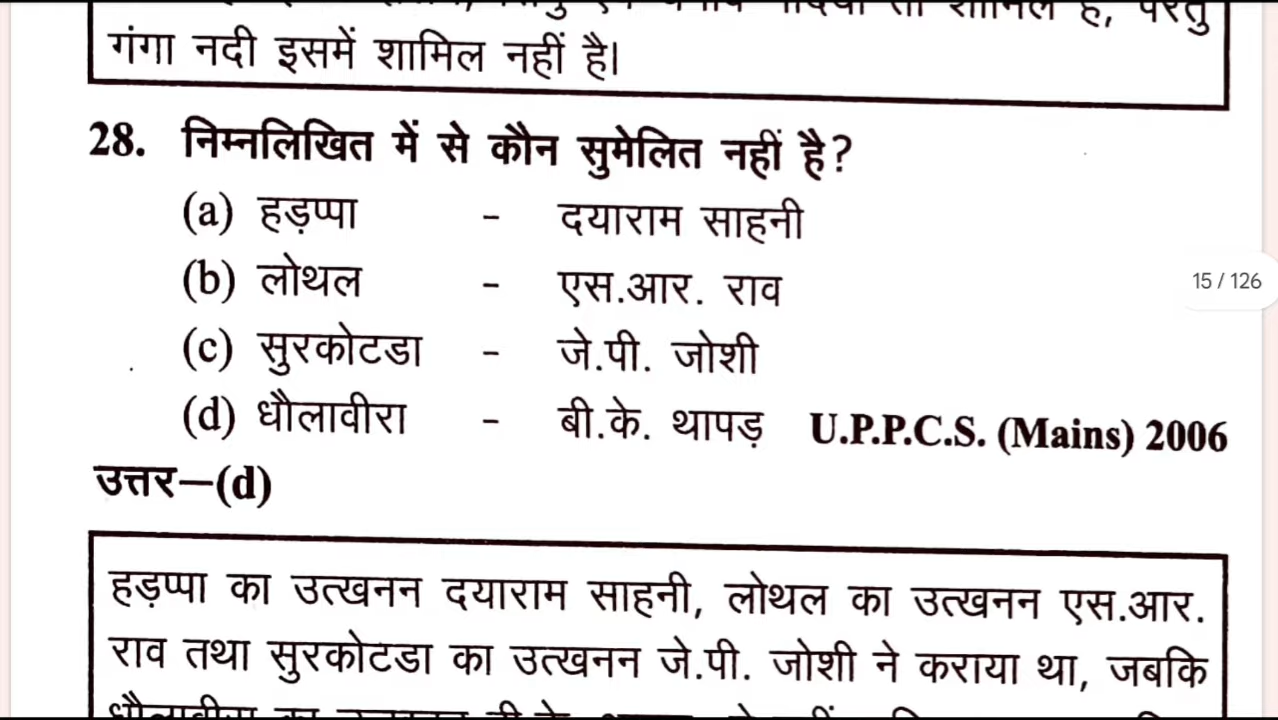 गंगा नदी इसमें शामिल नहीं है।
28. निम्नलिखित में से कौन सुमेलित नहीं है?
(a) हड़प्पा - दयाराम साहनी
(b) लोथल - एस.आर. राव
(c) सुरकोटडा - जे.पी. जोशी
15 / 126
(d) धौलावीरा - बी.के. थापड़ U.P.P.C.S. (Mains) 2006
उत्तर—(d)
हड़प्पा का उत्खनन दयाराम साहनी, लोथल का उत्खनन एस.आर.
राव तथा सुरकोटडा का उत्खनन जे.पी. जोशी ने कराया था, जबकि